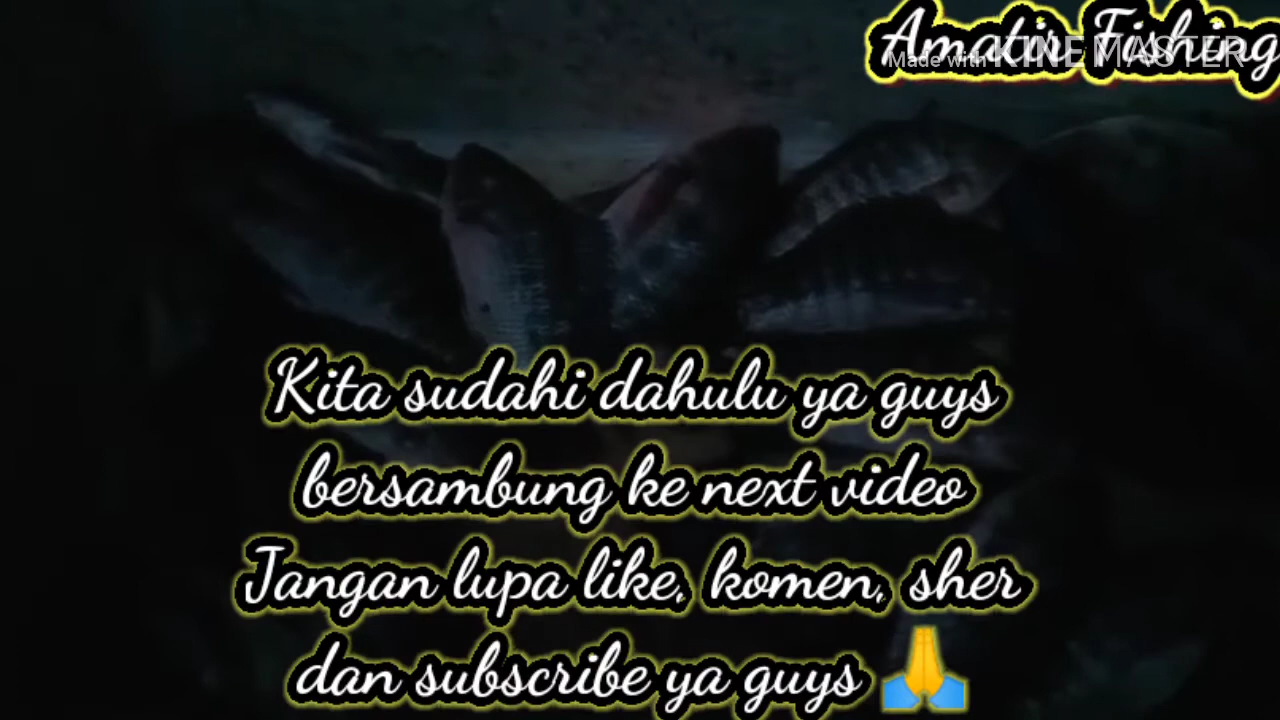 Amatir Fishing
Made with KINEMASTER
Kita sudahi dahulu ya guys
bersambung ke next video
Jangan lupa like, komen, sher
dan subscribe ya guys 🙏